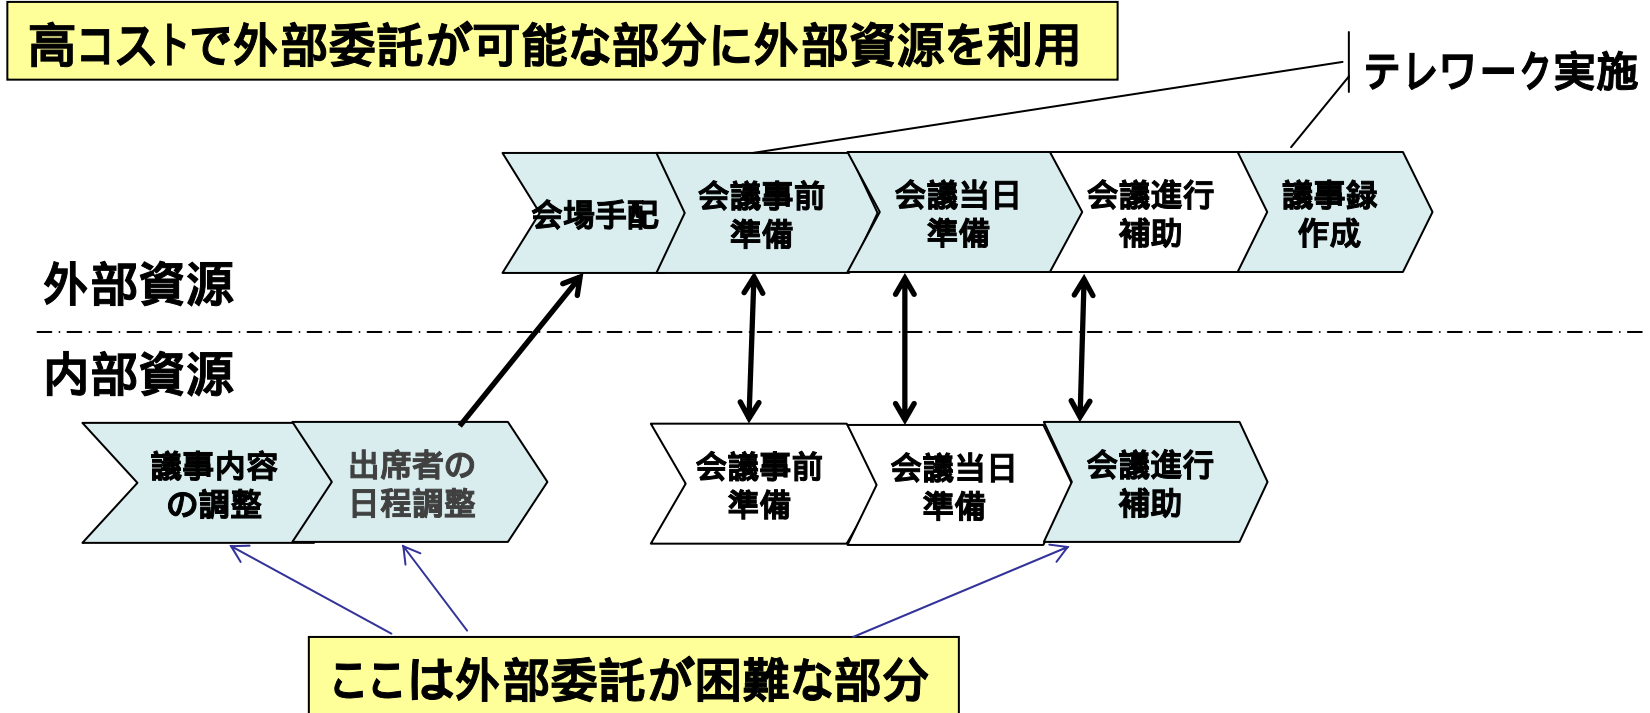 高コストで外部委託が可能な部分に外部資源を利用
テレワーク実施
会場手配
会議事前
準備
会議当日
準備
会議進行
補助
議事録
作成
外部資源
内部資源
議事内容
の調整
出席者の
日程調整
会議事前
準備
会議当日
準備
会議進行
補助
ここは外部委託が困難な部分